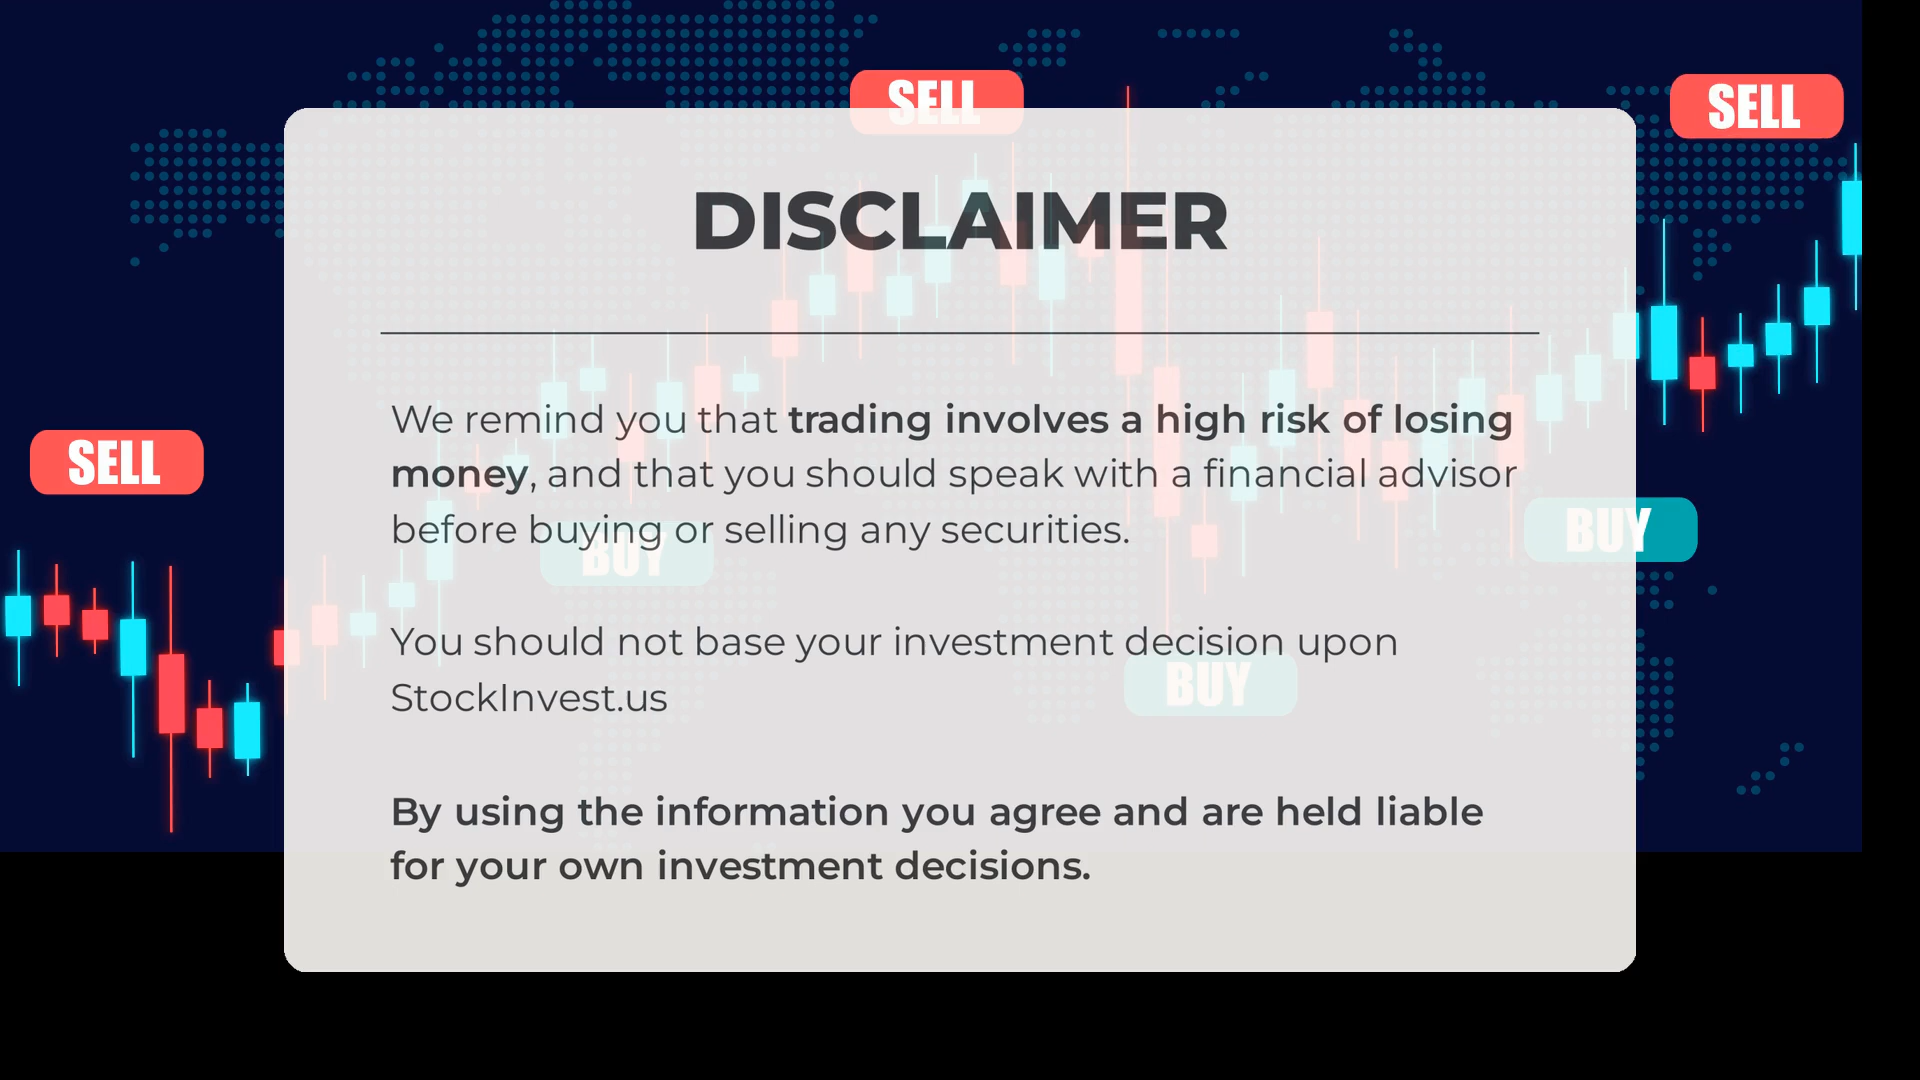 SELL
SELL
DISCLAIMER
We remind you that trading involves a high risk of losing
money, and that you should speak with a financial advisor
before buying or selling any securities.
SELL
BUY
BUY
You should not base your investment decision upon
StockInvest.us
BUY
By using the information you agree and are held liable
for your own investment decisions.